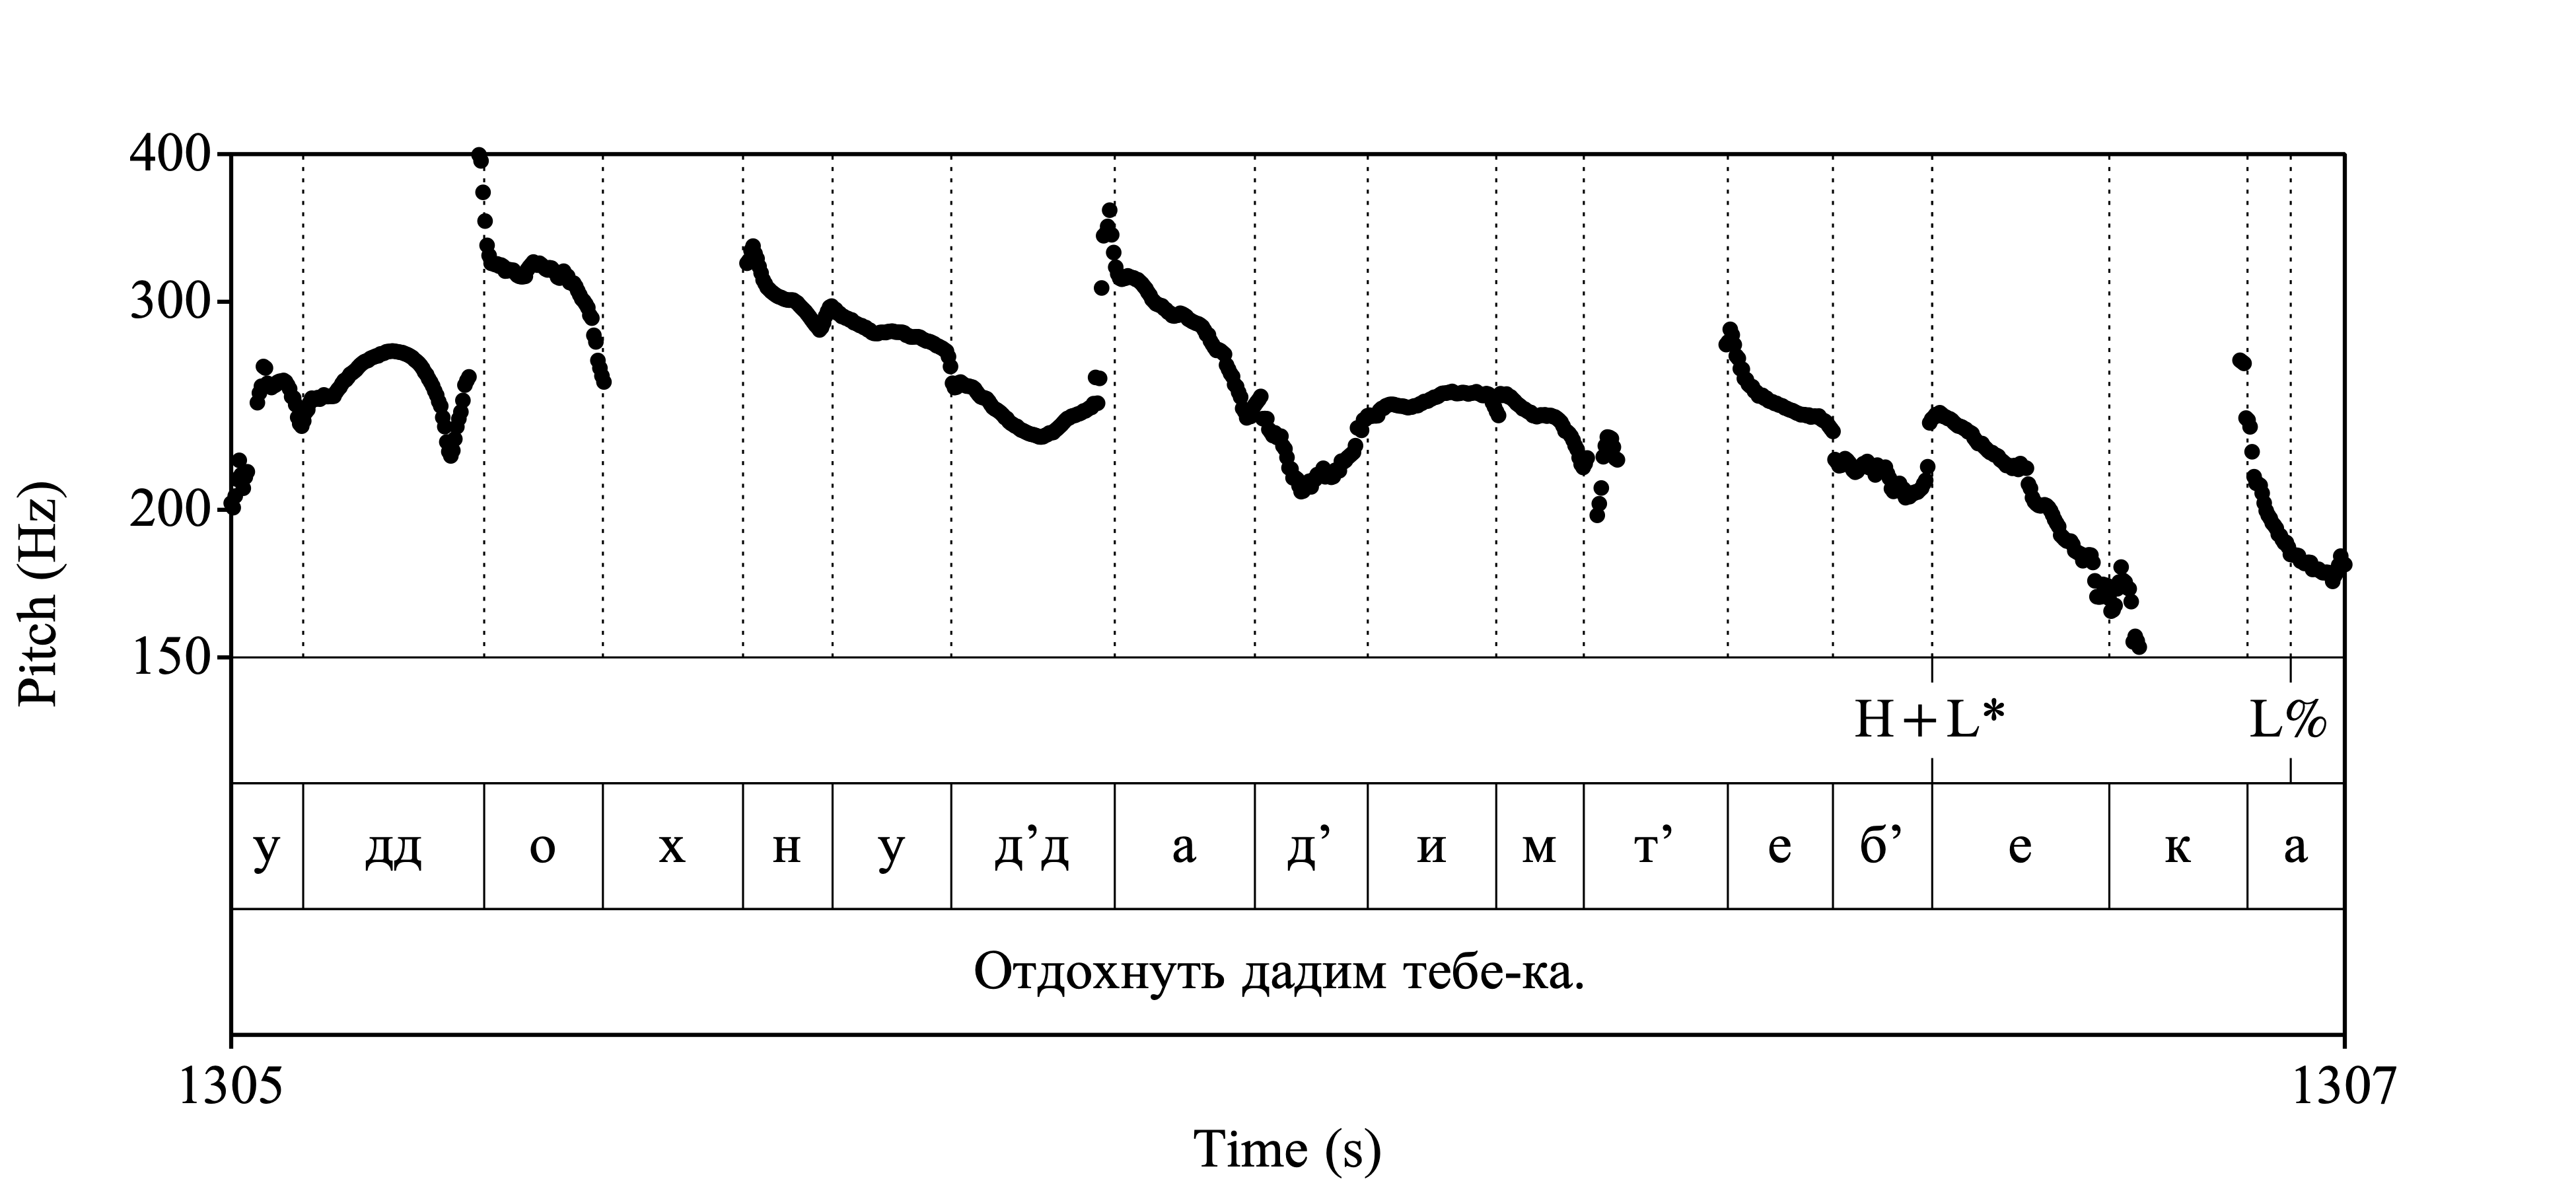 400
300
200
150
Pitch (Hz)
H+L* L%
у дд о х н у д’д а д’ и м т’ е б’ е к а
Отдохнуть дадим тебе-ка.
1305 1307
Time (s)